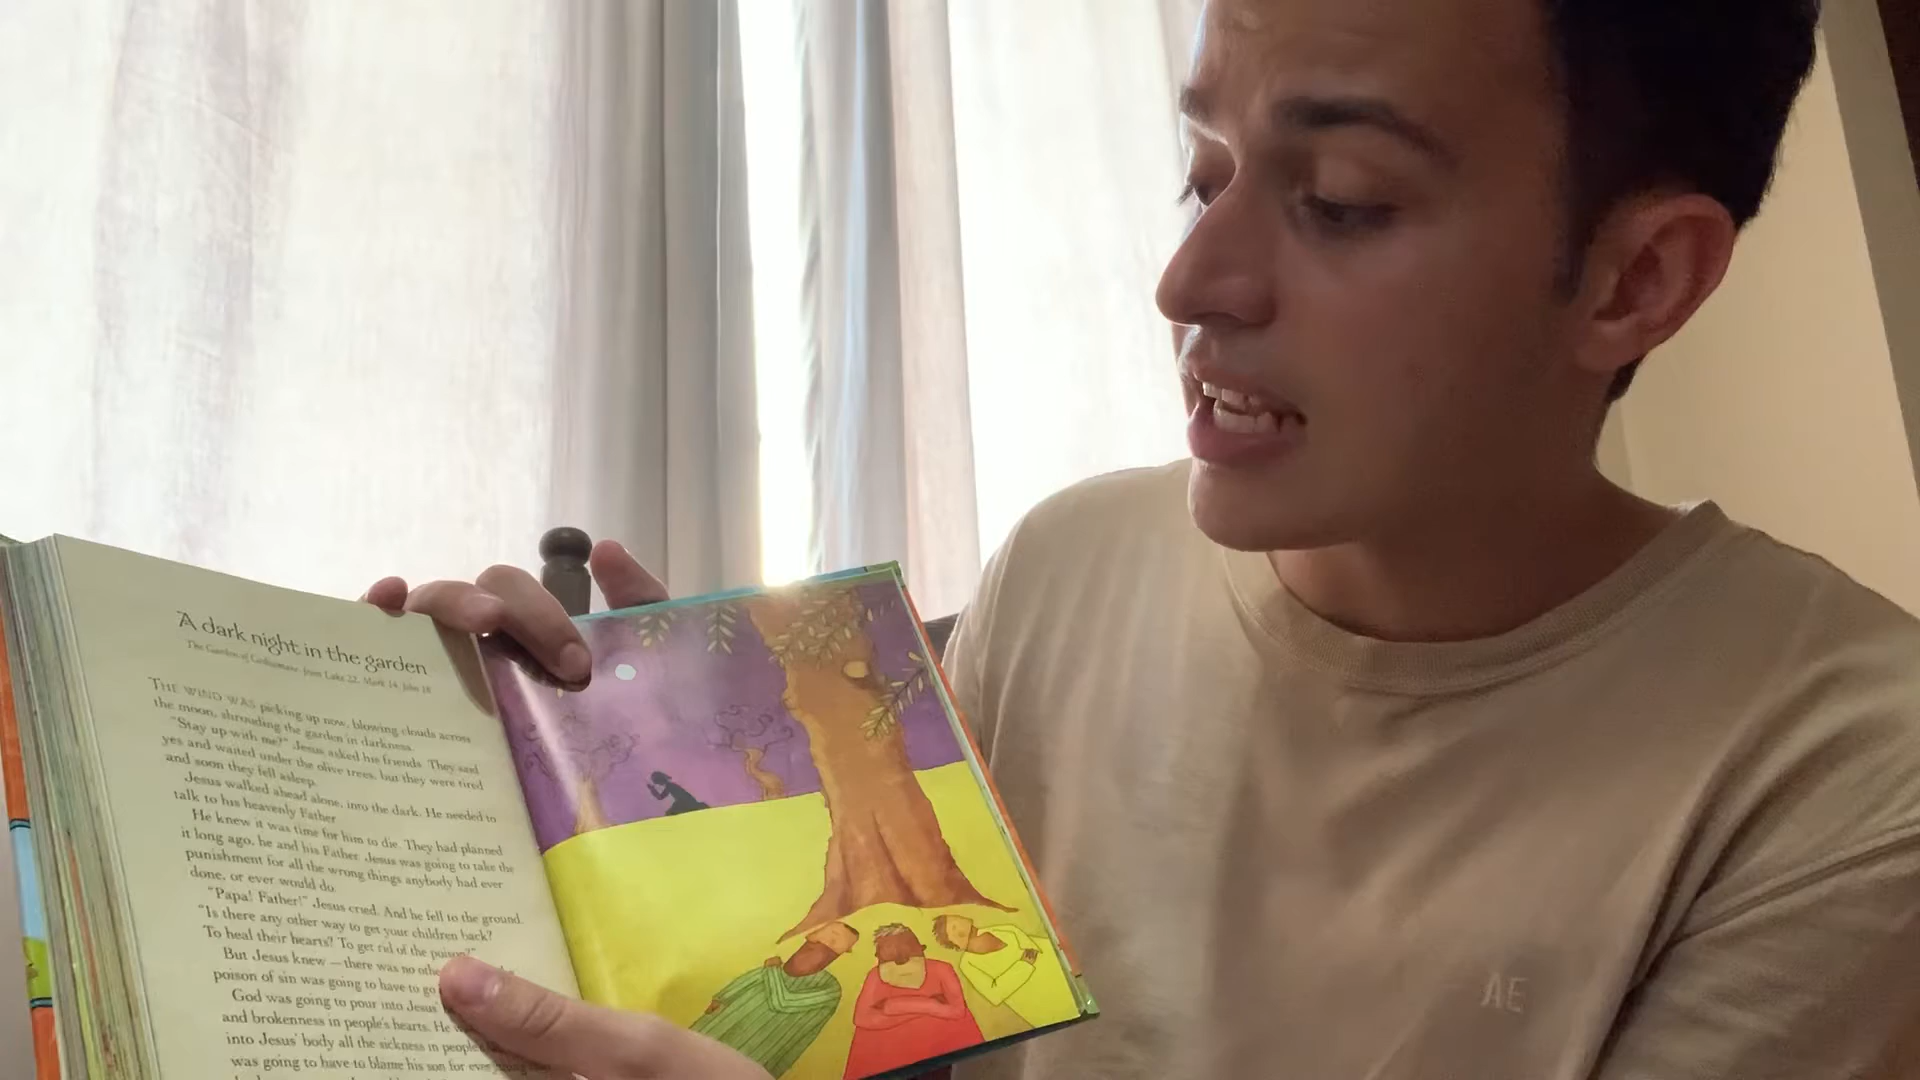 A dark night in the garden
The Garden of Gethsemane, from Luke 22, Mark 14, John 18
THE WIND WAS picking up now, blowing clouds across
the moon, shrouding the garden in darkness.
"Stay up with me?" Jesus asked his friends. They said
yes and waited under the olive trees, but they were tired
and soon they fell asleep.
Jesus walked ahead alone, into the dark. He needed to
talk to his heavenly Father
He knew it was time for him to die. They had planned
it long ago, he and his Father. Jesus was going to take the
punishment for all the wrong things anybody had ever
done, or ever would do.
"Papa! Father!" Jesus cried. And he fell to the ground.
"Is there any other way to get your children back?
To heal their hearts? To get rid of the poison?"
But Jesus knew — there was no
poison of sin was going to have to go
God was going to pour into Jesus'
and brokenness in people's hearts. He
into Jesus' body all the sickness in
was going to have to blame his son for
AE